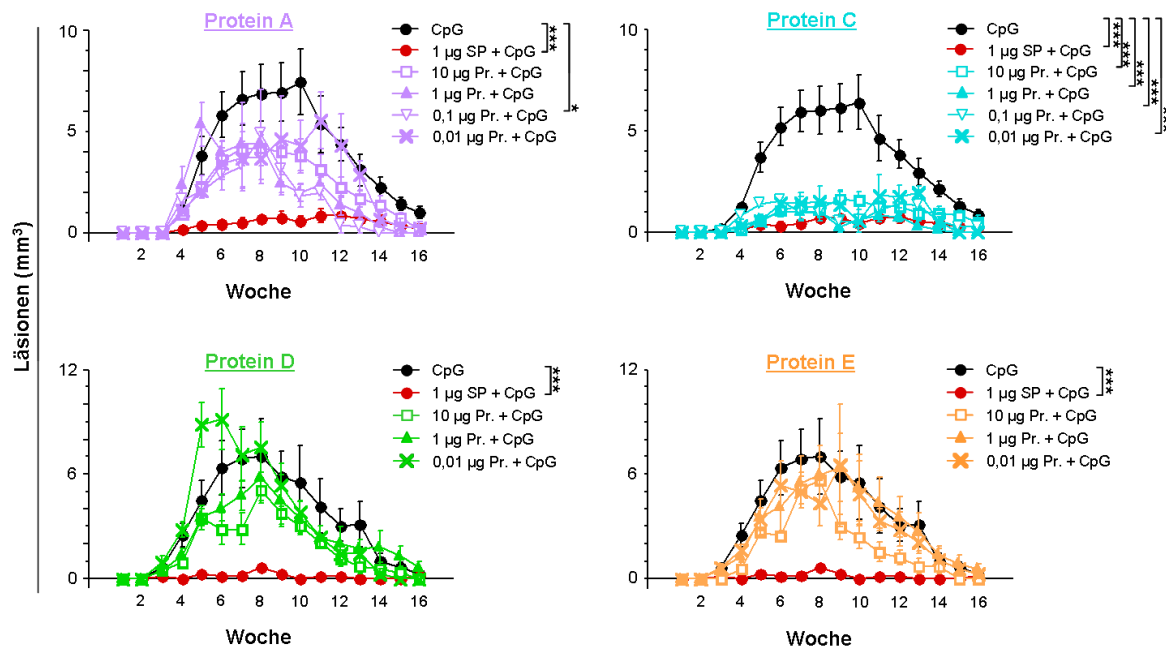 Läsionen (mm³)
Protein A
10
5
0
2 4 6 8 10 12 14 16
Woche
CpG
1 µg SP + CpG
10 µg Pr. + CpG
1 µg Pr. + CpG
0,1 µg Pr. + CpG
0,01 µg Pr. + CpG
***
*
Protein C
10
5
0
2 4 6 8 10 12 14 16
Woche
CpG
1 µg SP + CpG
10 µg Pr. + CpG
1 µg Pr. + CpG
0,1 µg Pr. + CpG
0,01 µg Pr. + CpG
***
***
***
***
***
Protein D
12
6
0
2 4 6 8 10 12 14 16
Woche
CpG
1 µg SP + CpG
10 µg Pr. + CpG
1 µg Pr. + CpG
0,01 µg Pr. + CpG
***
Protein E
12
6
0
2 4 6 8 10 12 14 16
Woche
CpG
1 µg SP + CpG
10 µg Pr. + CpG
1 µg Pr. + CpG
0,01 µg Pr. + CpG
***